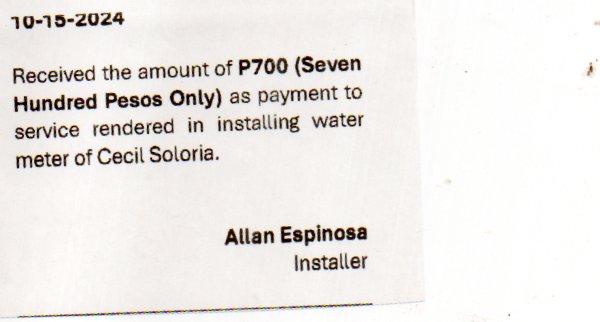 10-15-2024
Received the amount of P700 (Seven
Hundred Pesos Only) as payment to
service rendered in installing water
meter of Cecil Soloria.
Allan Espinosa
Installer